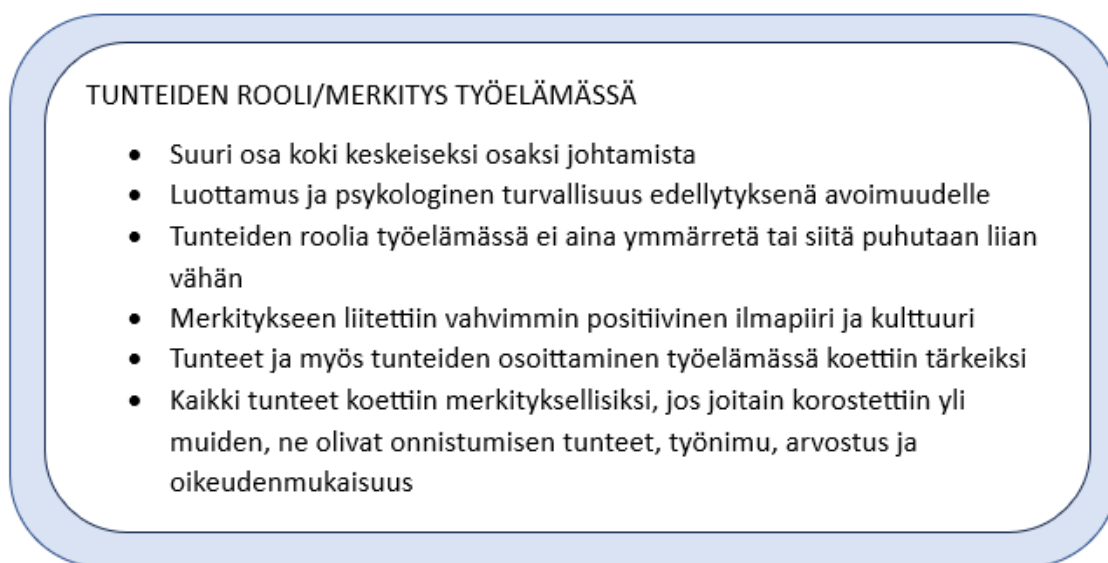 TUNTEIDEN ROOLI/MERKITYS TYÖELÄMÄSSÄ
• Suuri osa koki keskeiseksi osaksi johtamista
• Luottamus ja psykologinen turvallisuus edellytyksenä avoimuudelle
• Tunteiden roolia työelämässä ei aina ymmärretä tai siitä puhutaan liian
vähän
• Merkitykseen liitettiin vahvimmin positiivinen ilmapiiri ja kulttuuri
• Tunteet ja myös tunteiden osoittaminen työelämässä koettiin tärkeiksi
• Kaikki tunteet koettiin merkityksellisiksi, jos joitain korostettiin yli
muiden, ne olivat onnistumisen tunteet, työnimu, arvostus ja
oikeudenmukaisuus